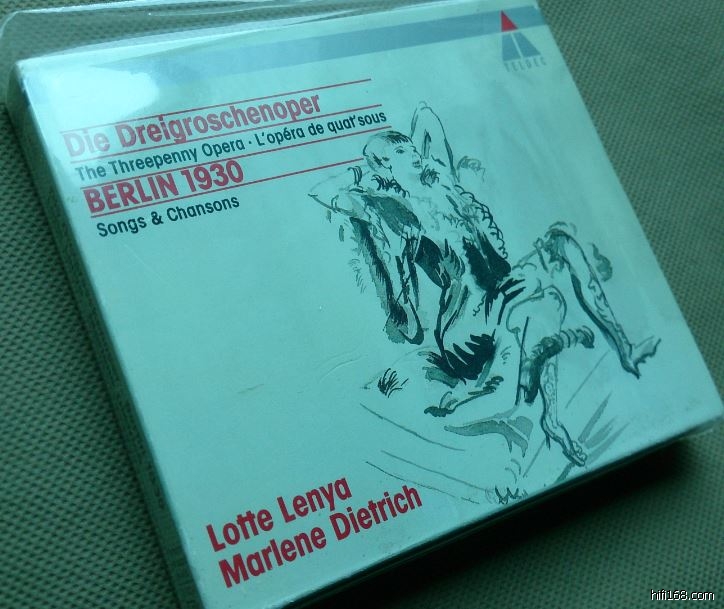 TELDEC
Die Dreigroschenoper
The Threepenny Opera · L'opéra de quat'sous
BERLIN 1930
Songs & Chansons
Lotte Lenya
Marlene Dietrich
hifi168.com